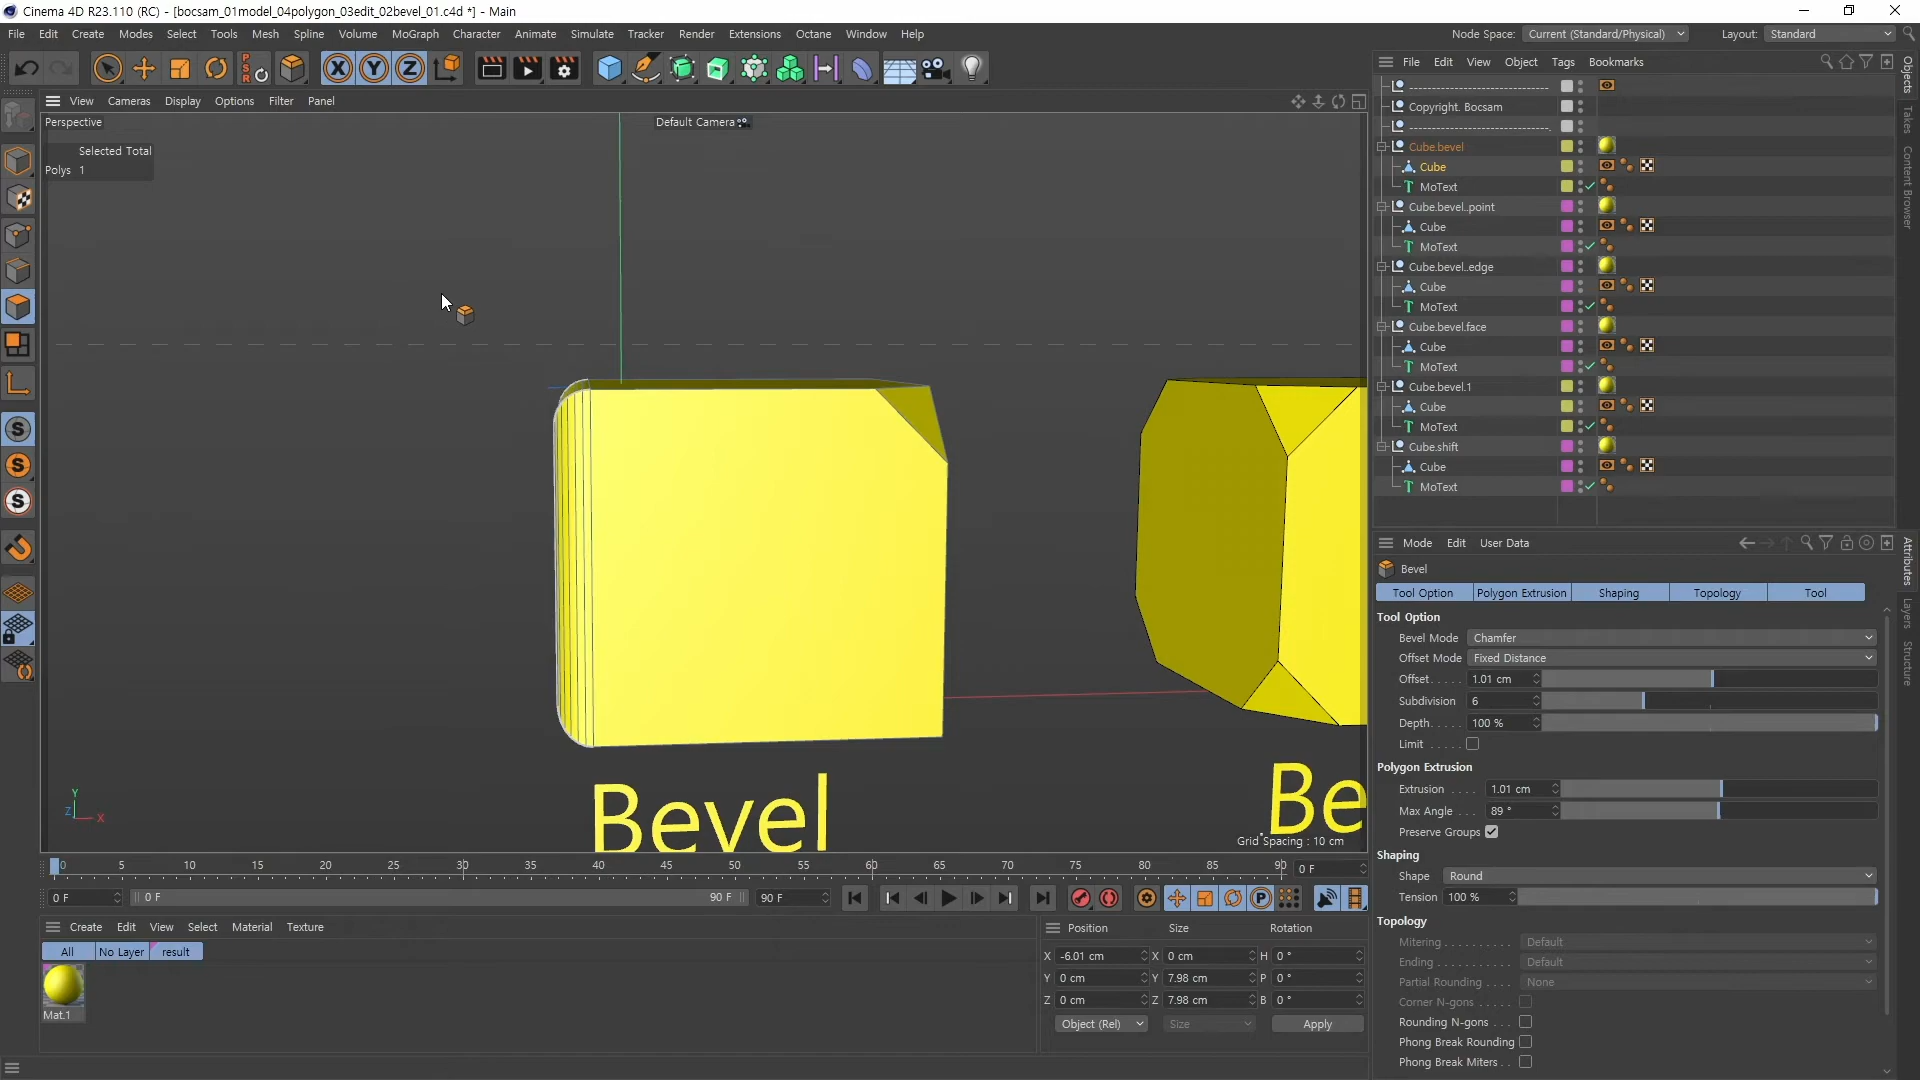 Cinema 4D R23.110 (RC) - [bocsam_01model_04polygon_03edit_02bevel_01.c4d *] - Main
File Edit Create Modes Select Tools Mesh Spline Volume MoGraph Character Animate Simulate Tracker Render Extensions Octane Window Help
Node Space: Current (Standard/Physical) Layout: Standard
File Edit View Object Tags Bookmarks
View Cameras Display Options Filter Panel
Perspective
Default Camera
Selected Total
Polys 1
-------------------------------
Copyright. Bocsam
-------------------------------.
Cube.bevel
Cube
MoText
Cube.bevel..point
Cube
MoText
Cube.bevel..edge
Cube
MoText
Cube.bevel.face
Cube
MoText
Cube.bevel.1
Cube
MoText
Cube.shift
Cube
MoText
Objects
Takes
Content Browser
Mode Edit User Data
Bevel
Tool Option Polygon Extrusion Shaping Topology Tool
Tool Option
Bevel Mode Chamfer
Offset Mode Fixed Distance
Offset. . . . . 1.01 cm
Subdivision 6
Depth. . . . . 100 %
Limit . . . . .
Polygon Extrusion
Extrusion . . . . 1.01 cm
Max Angle . . . 89 °
Preserve Groups
Shaping
Shape Round
Tension 100 %
Topology
Mitering . . . . . . . . . . Default
Ending . . . . . . . . . . . Default
Partial Rounding . . . . None
Corner N-gons . . . . .
Rounding N-gons . . .
Phong Break Rounding
Phong Break Miters . .
Attributes
Layers
Structure
Bevel
Be
Grid Spacing : 10 cm
Y
Z
X
0 5 10 15 20 25 30 35 40 45 50 55 60 65 70 75 80 85 90 0 F
0 F 0 F 90 F 90 F
Create Edit View Select Material Texture
All No Layer result
Mat.1
Position Size Rotation
X -6.01 cm X 0 cm H 0 °
Y 0 cm Y 7.98 cm P 0 °
Z 0 cm Z 7.98 cm B 0 °
Object (Rel) Size Apply